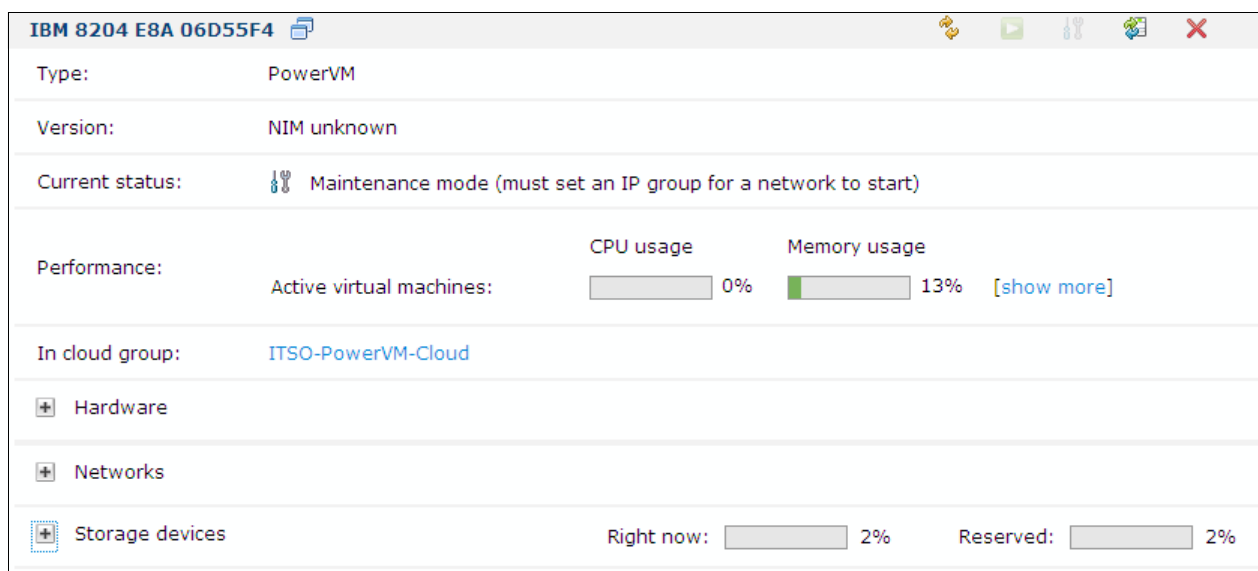 IBM 8204 E8A 06D55F4
Type: PowerVM
Version: NIM unknown
Current status: Maintenance mode (must set an IP group for a network to start)
CPU usage Memory usage
Performance:
Active virtual machines: 0% 13% [show more]
In cloud group: ITSO-PowerVM-Cloud
Hardware
Networks
Storage devices Right now: 2% Reserved: 2%